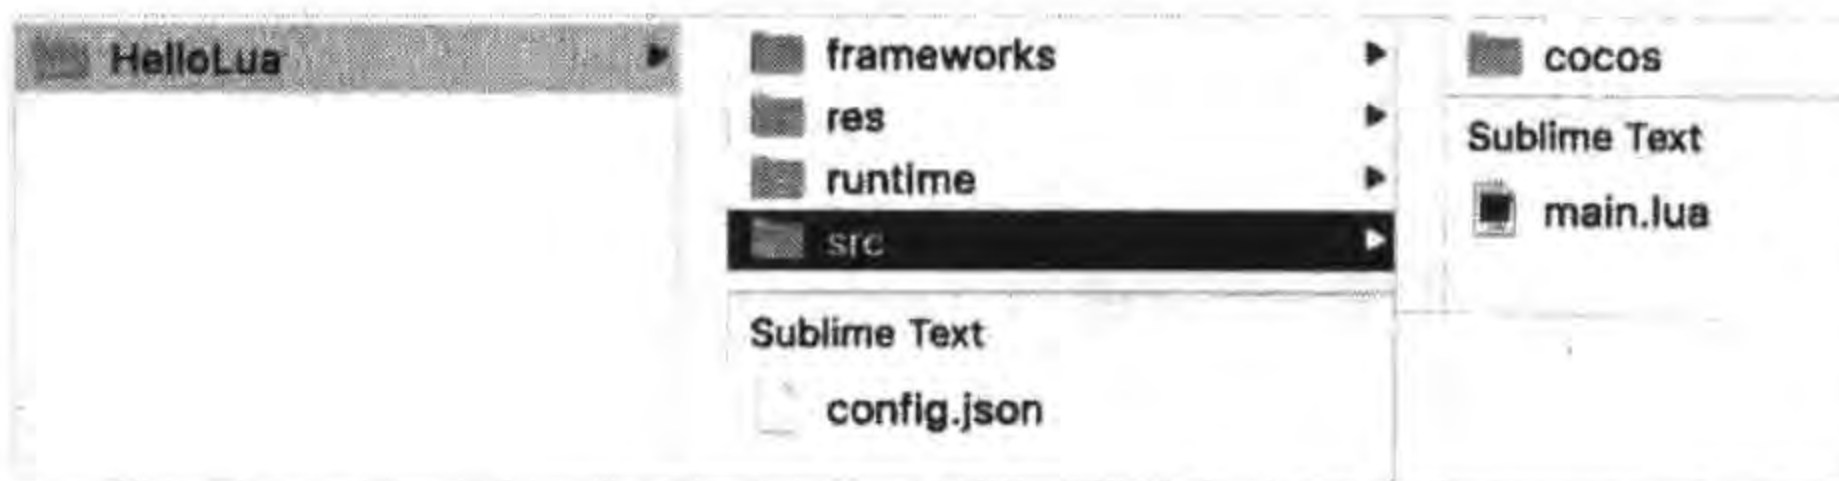 HelloLua
frameworks
res
runtime
src
Sublime Text
config.json
cocos
Sublime Text
main.lua